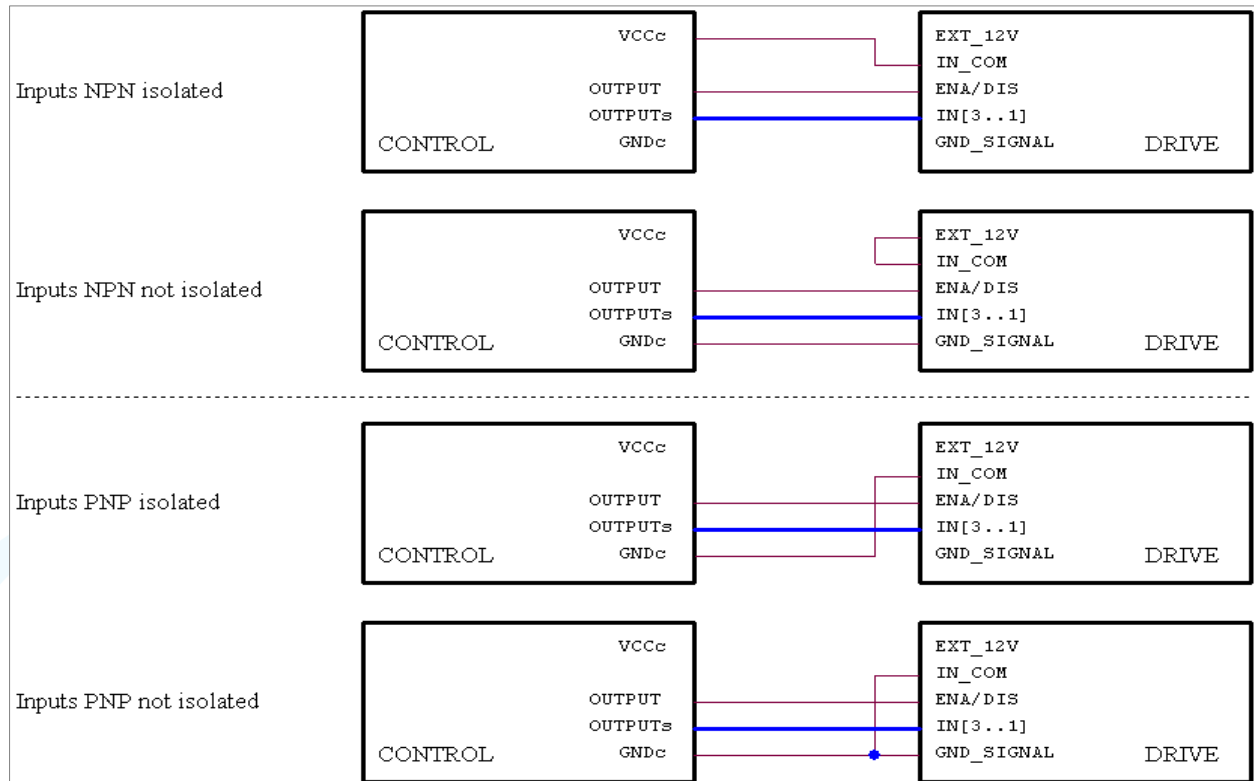 VCCc EXT_12V
IN_COM
Inputs NPN isolated OUTPUT ENA/DIS
OUTPUTs IN[3..1]
CONTROL GNDc GND_SIGNAL DRIVE
VCCc EXT_12V
IN_COM
Inputs NPN not isolated OUTPUT ENA/DIS
OUTPUTs IN[3..1]
CONTROL GNDc GND_SIGNAL DRIVE
VCCc EXT_12V
IN_COM
Inputs PNP isolated OUTPUT ENA/DIS
OUTPUTs IN[3..1]
CONTROL GNDc GND_SIGNAL DRIVE
VCCc EXT_12V
IN_COM
Inputs PNP not isolated OUTPUT ENA/DIS
OUTPUTs IN[3..1]
CONTROL GNDc GND_SIGNAL DRIVE